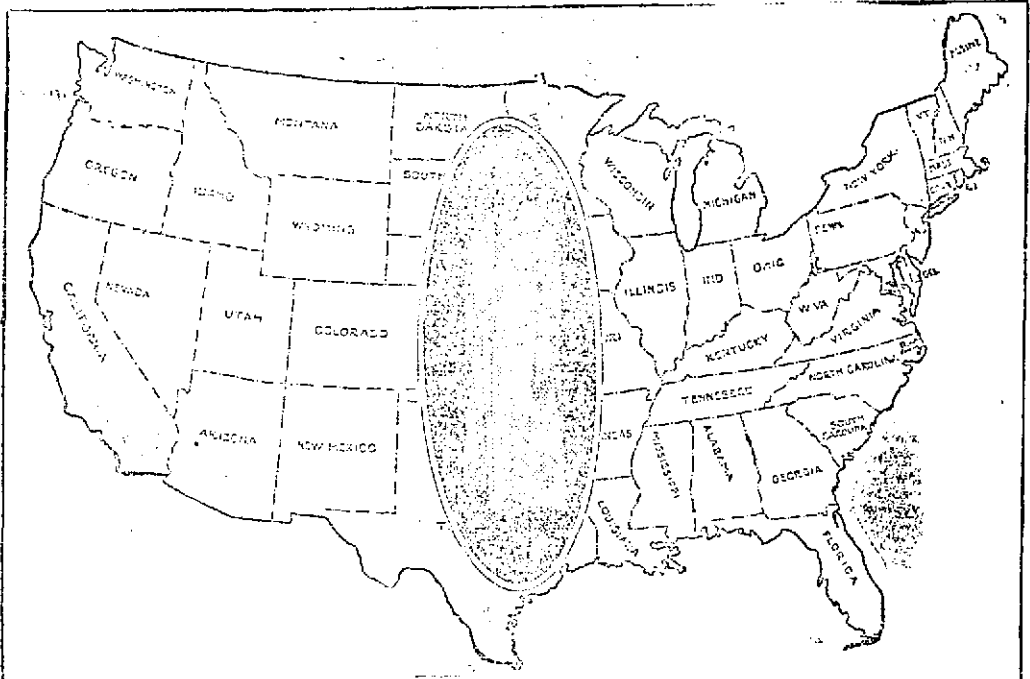 WASHINGTON
MONTANA
NORTH
DAKOTA
OREGON
IDAHO
SOUTH
WYOMING
WISCONSIN
MICHIGAN
NEW YORK
VT
N.H.
MASS
MAINE
PENN.
NEVADA
UTAH
COLORADO
CALIFORNIA
ILLINOIS
IND
OHIO
W.VA
VIRGINIA
DEL
KENTUCKY
NORTH CAROLINA
TENNESSEE
SOUTH
CAROLINA
ARIZONA
NEW MEXICO
MISSISSIPPI
ALABAMA
GEORGIA
LOUISIANA
FLORIDA